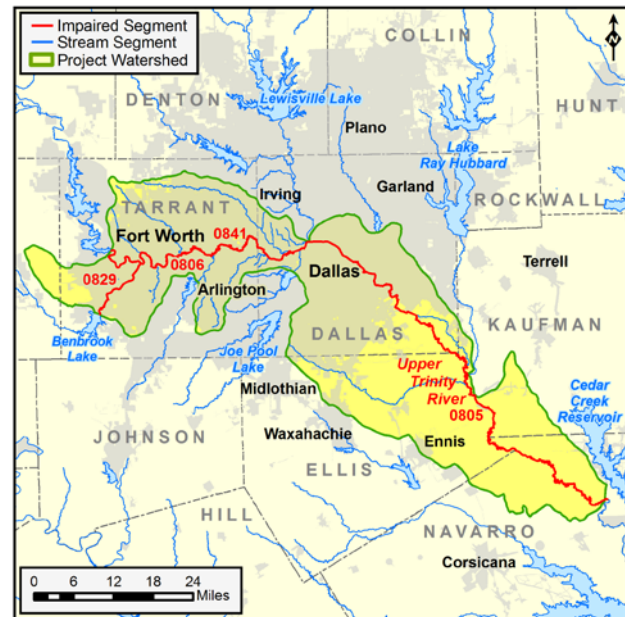 Impaired Segment
Stream Segment
Project Watershed
N
COLLIN
DENTON
Lewisville Lake
HUNT
Plano
Lake
Ray Hubbard
Irving
Garland
ROCKWALL
TARRANT
Fort Worth
0841
Terrell
0829
0806
Dallas
Arlington
DALLAS
KAUFMAN
Benbrook
Lake
Joe Pool
Lake
Upper
Trinity
River
0805
Cedar
Creek
Reservoir
Midlothian
JOHNSON
Waxahachie
Ennis
ELLIS
HILL
NAVARRO
Corsicana
0 6 12 18 24
Miles